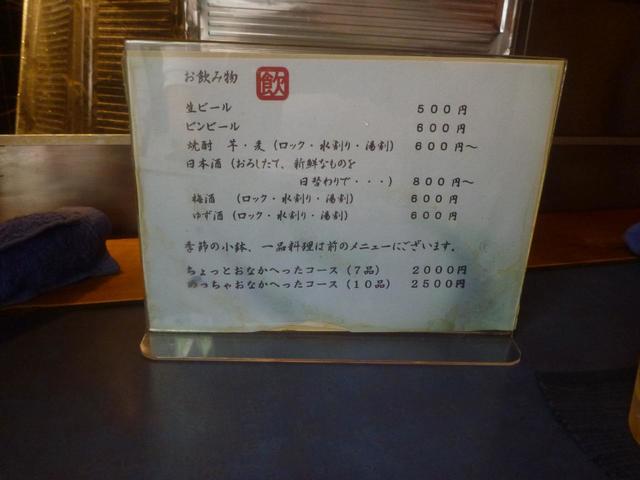 お飲み物 飲
生ビール 500円
ビンビール 600円
焼酎 芋・麦(ロック・水割り・湯割) 600円~
日本酒(おろしたて、新鮮なものを
日替わりで・・・) 800円~
梅酒 (ロック・水割り・湯割) 600円
ゆず酒(ロック・水割り・湯割) 600円
季節の小鉢、一品料理は前のメニューにございます。
ちょっとおなかへったコース(7品) 2000円
めっちゃおなかへったコース(10品) 2500円